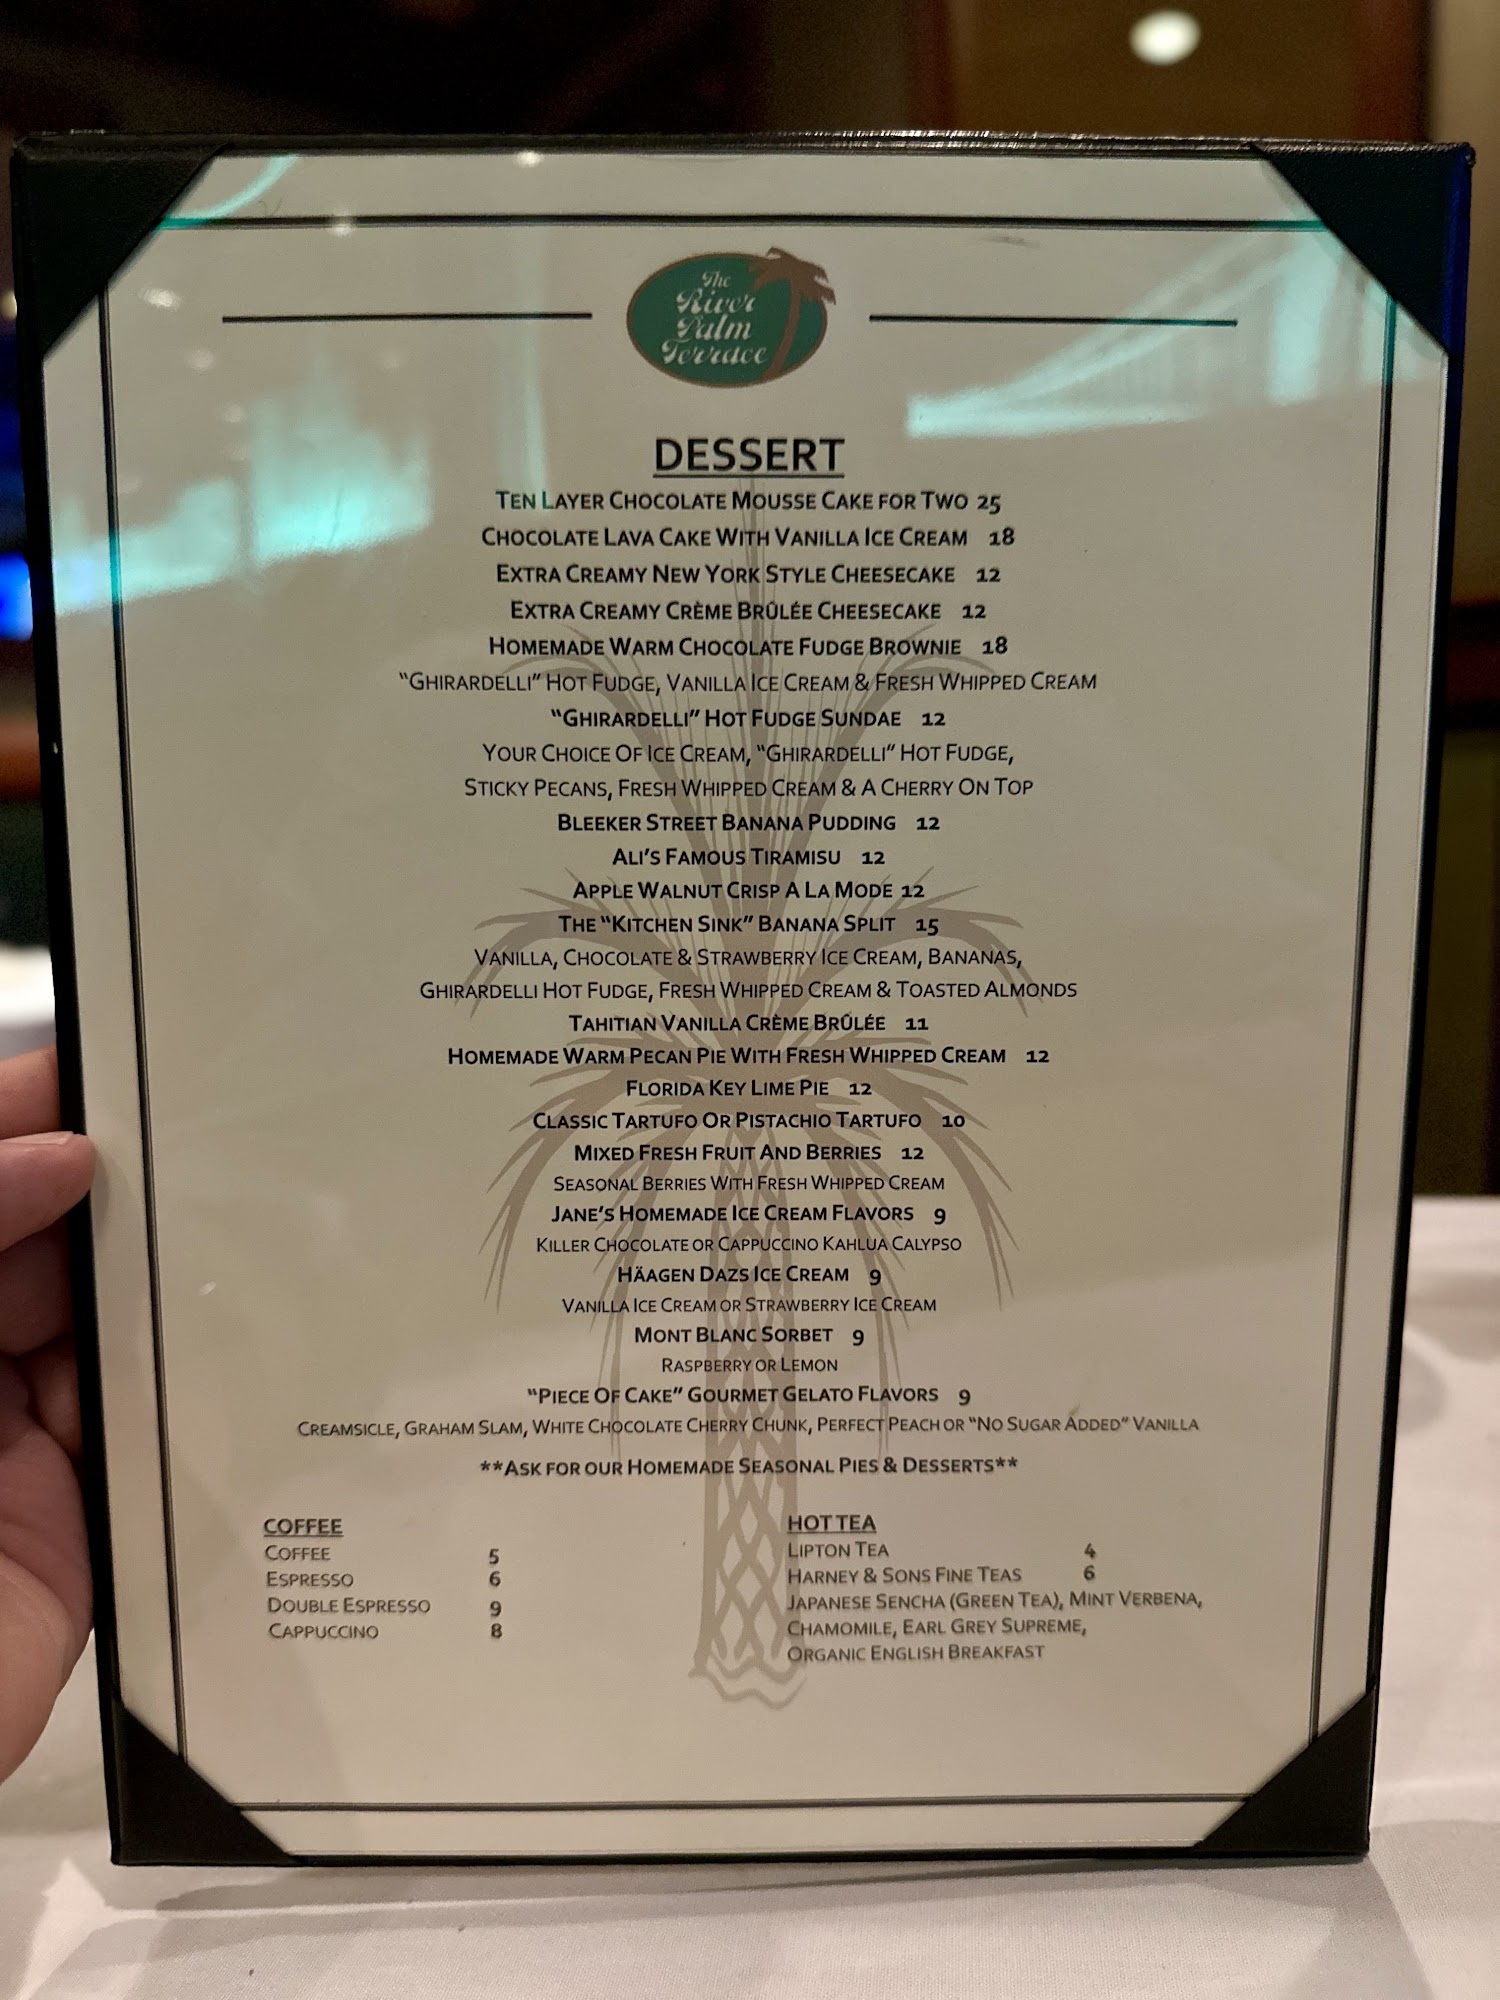 The
River
Palm
Terrace
DESSERT
TEN LAYER CHOCOLATE MOUSSE CAKE FOR TWO 25
CHOCOLATE LAVA CAKE WITH VANILLA ICE CREAM 18
EXTRA CREAMY NEW YORK STYLE CHEESECAKE 12
EXTRA CREAMY CRÈME BRÛLÉE CHEESECAKE 12
HOMEMADE WARM CHOCOLATE FUDGE BROWNIE 18
“GHIRARDELLI” HOT FUDGE, VANILLA ICE CREAM & FRESH WHIPPED CREAM
“GHIRARDELLI” HOT FUDGE SUNDAE 12
YOUR CHOICE OF ICE CREAM, “GHIRARDELLI” HOT FUDGE,
STICKY PECANS, FRESH WHIPPED CREAM & A CHERRY ON TOP
BLEEKER STREET BANANA PUDDING 12
ALI’S FAMOUS TIRAMISU 12
APPLE WALNUT CRISP A LA MODE 12
THE “KITCHEN SINK” BANANA SPLIT 15
VANILLA, CHOCOLATE & STRAWBERRY ICE CREAM, BANANAS,
GHIRARDELLI HOT FUDGE, FRESH WHIPPED CREAM & TOASTED ALMONDS
TAHITIAN VANILLA CRÈME BRÛLÉE 11
HOMEMADE WARM PECAN PIE WITH FRESH WHIPPED CREAM 12
FLORIDA KEY LIME PIE 12
CLASSIC TARTUFO OR PISTACHIO TARTUFO 10
MIXED FRESH FRUIT AND BERRIES 12
SEASONAL BERRIES WITH FRESH WHIPPED CREAM
JANE’S HOMEMADE ICE CREAM FLAVORS 9
KILLER CHOCOLATE OR CAPPUCCINO KAHLUA CALYPSO
HÄAGEN DAZS ICE CREAM 9
VANILLA ICE CREAM OR STRAWBERRY ICE CREAM
MONT BLANC SORBET 9
RASPBERRY OR LEMON
“PIECE OF CAKE” GOURMET GELATO FLAVORS 9
CREAMSICLE, GRAHAM SLAM, WHITE CHOCOLATE CHERRY CHUNK, PERFECT PEACH OR “NO SUGAR ADDED” VANILLA
**ASK FOR OUR HOMEMADE SEASONAL PIES & DESSERTS**
COFFEE
COFFEE 5
ESPRESSO 6
DOUBLE ESPRESSO 9
CAPPUCCINO 8
HOT TEA
LIPTON TEA 4
HARNEY & SONS FINE TEAS 6
JAPANESE SENCHA (GREEN TEA), MINT VERBENA,
CHAMOMILE, EARL GREY SUPREME,
ORGANIC ENGLISH BREAKFAST